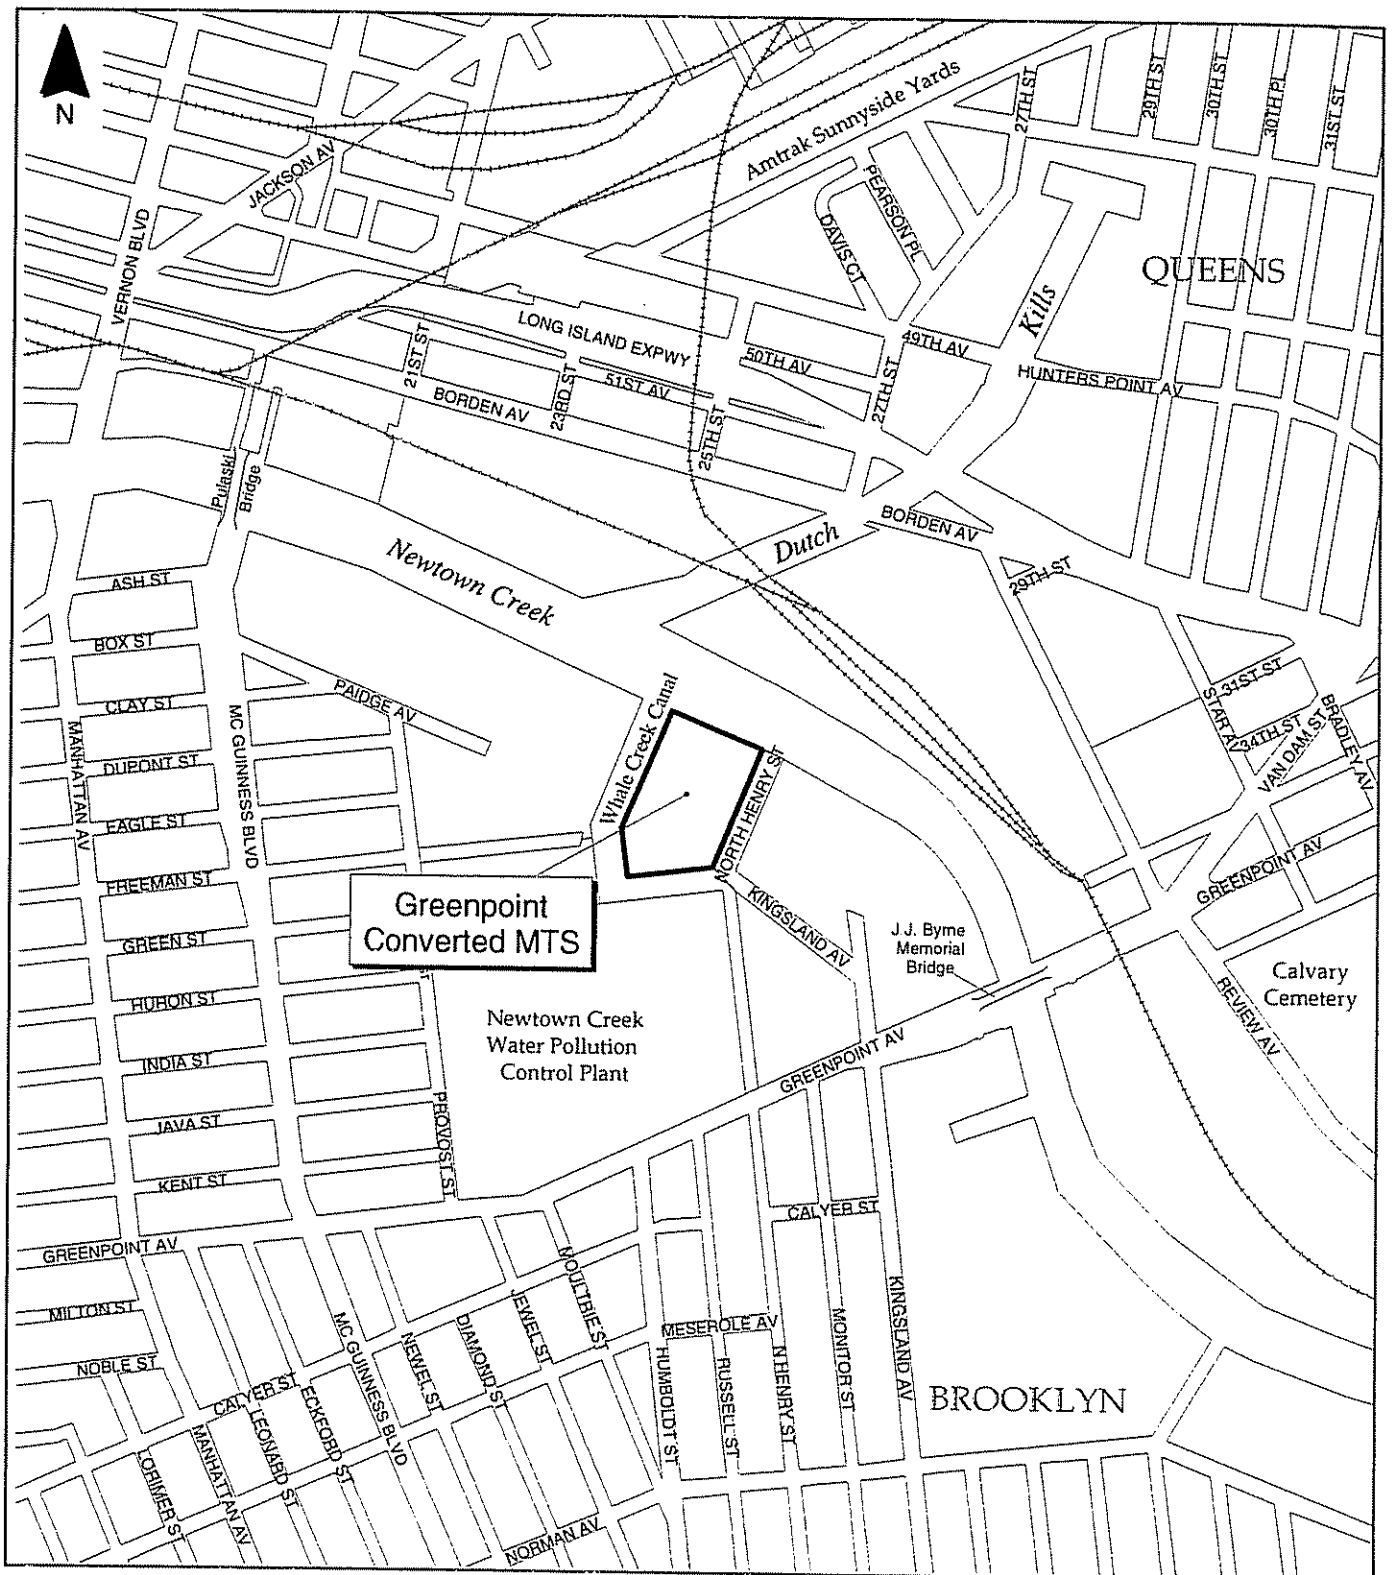 N
JACKSON AV
VERNON BLVD
Amtrak Sunnyside Yards
27TH ST
29TH ST
30TH ST
30TH PL
31ST ST
PEARSON PL
DAVIS CT
QUEENS
Kills
LONG ISLAND EXPWY
49TH AV
50TH AV
HUNTERS POINT AV
21ST ST
23RD ST
51ST AV
27TH ST
BORDEN AV
25TH ST
Pulaski
Bridge
BORDEN AV
Dutch
Newtown Creek
29TH ST
ASH ST
BOX ST
CLAY ST
PAIDGE AV
Whale Creek Canal
31ST ST
STAR AV
34TH ST
VAN DAM ST
BRADLEY AV
MANHATTAN AV
MC GUINNESS BLVD
DUPONT ST
EAGLE ST
NORTH HENRY ST
FREEMAN ST
KINGSLAND AV
GREENPOINT AV
Greenpoint
Converted MTS
GREEN ST
J.J. Byrne
Memorial
Bridge
Calvary
Cemetery
HURON ST
Newtown Creek
Water Pollution
Control Plant
REVIEW AV
INDIA ST
GREENPOINT AV
JAVA ST
PROVOST ST
KENT ST
CALYER ST
GREENPOINT AV
MOULTRIE ST
MILTON ST
MC GUINNESS BLVD
NEWEL ST
DIAMOND ST
JEWEL ST
MESEROLE AV
MONITOR ST
KINGSLAND AV
NOBLE ST
HUMBOLDT ST
RUSSELL ST
N HENRY ST
CALYER ST
ECKFORD ST
LEONARD ST
BROOKLYN
LORIMER ST
MANHATTAN AV
NORMAN AV